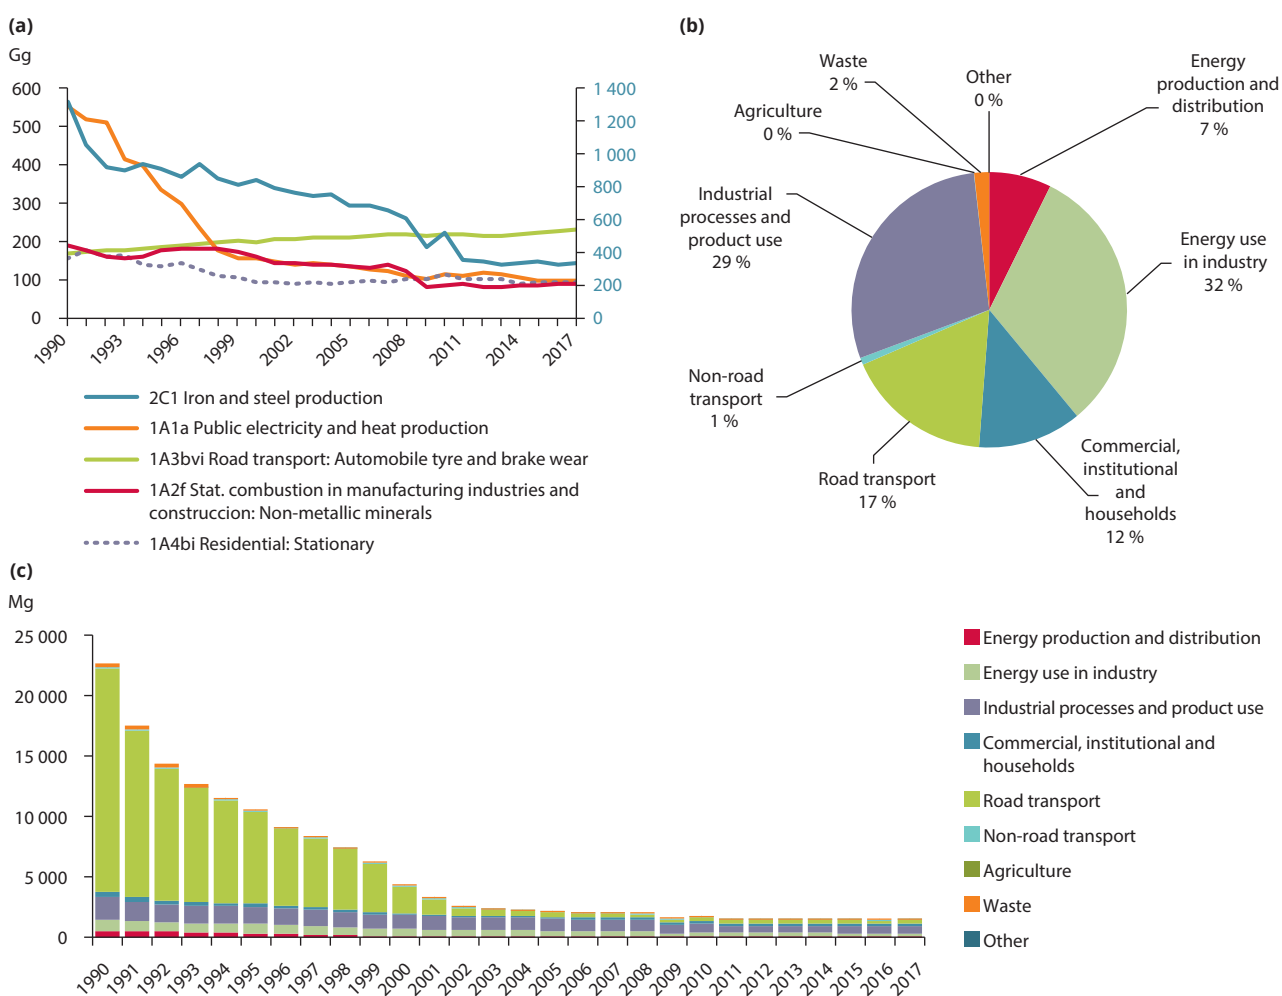 (a)
Gg
600
500
400
300
200
100
0
1 400
1 200
1 000
800
600
400
200
0
1990
1993
1996
1999
2002
2005
2008
2011
2014
2017
2C1 Iron and steel production
1A1a Public electricity and heat production
1A3bvi Road transport: Automobile tyre and brake wear
1A2f Stat. combustion in manufacturing industries and
construccion: Non-metallic minerals
1A4bi Residential: Stationary
(b)
Waste
2 %
Other
0 %
Energy
production and
distribution
7 %
Agriculture
0 %
Industrial
processes and
product use
29 %
Energy use
in industry
32 %
Non-road
transport
1 %
Road transport
17 %
Commercial,
institutional
and
households
12 %
(c)
Mg
25 000
20 000
15 000
10 000
5 000
0
1990
1991
1992
1993
1994
1995
1996
1997
1998
1999
2000
2001
2002
2003
2004
2005
2006
2007
2008
2009
2010
2011
2012
2013
2014
2015
2016
2017
Energy production and distribution
Energy use in industry
Industrial processes and product use
Commercial, institutional and
households
Road transport
Non-road transport
Agriculture
Waste
Other